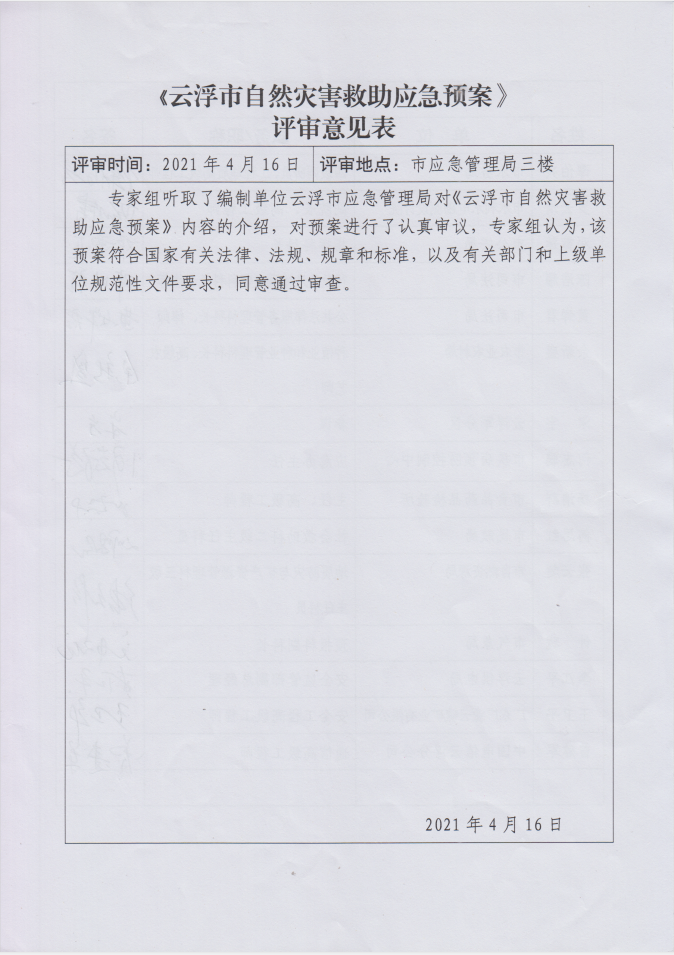 《云浮市自然灾害救助应急预案》
评审意见表
评审时间：2021 年 4 月 16 日 评审地点：市应急管理局三楼
专家组听取了编制单位云浮市应急管理局对《云浮市自然灾害救
助应急预案》内容的介绍，对预案进行了认真审议，专家组认为，该
预案符合国家有关法律、法规、规章和标准，以及有关部门和上级单
位规范性文件要求，同意通过审查。
2021 年 4 月 16 日